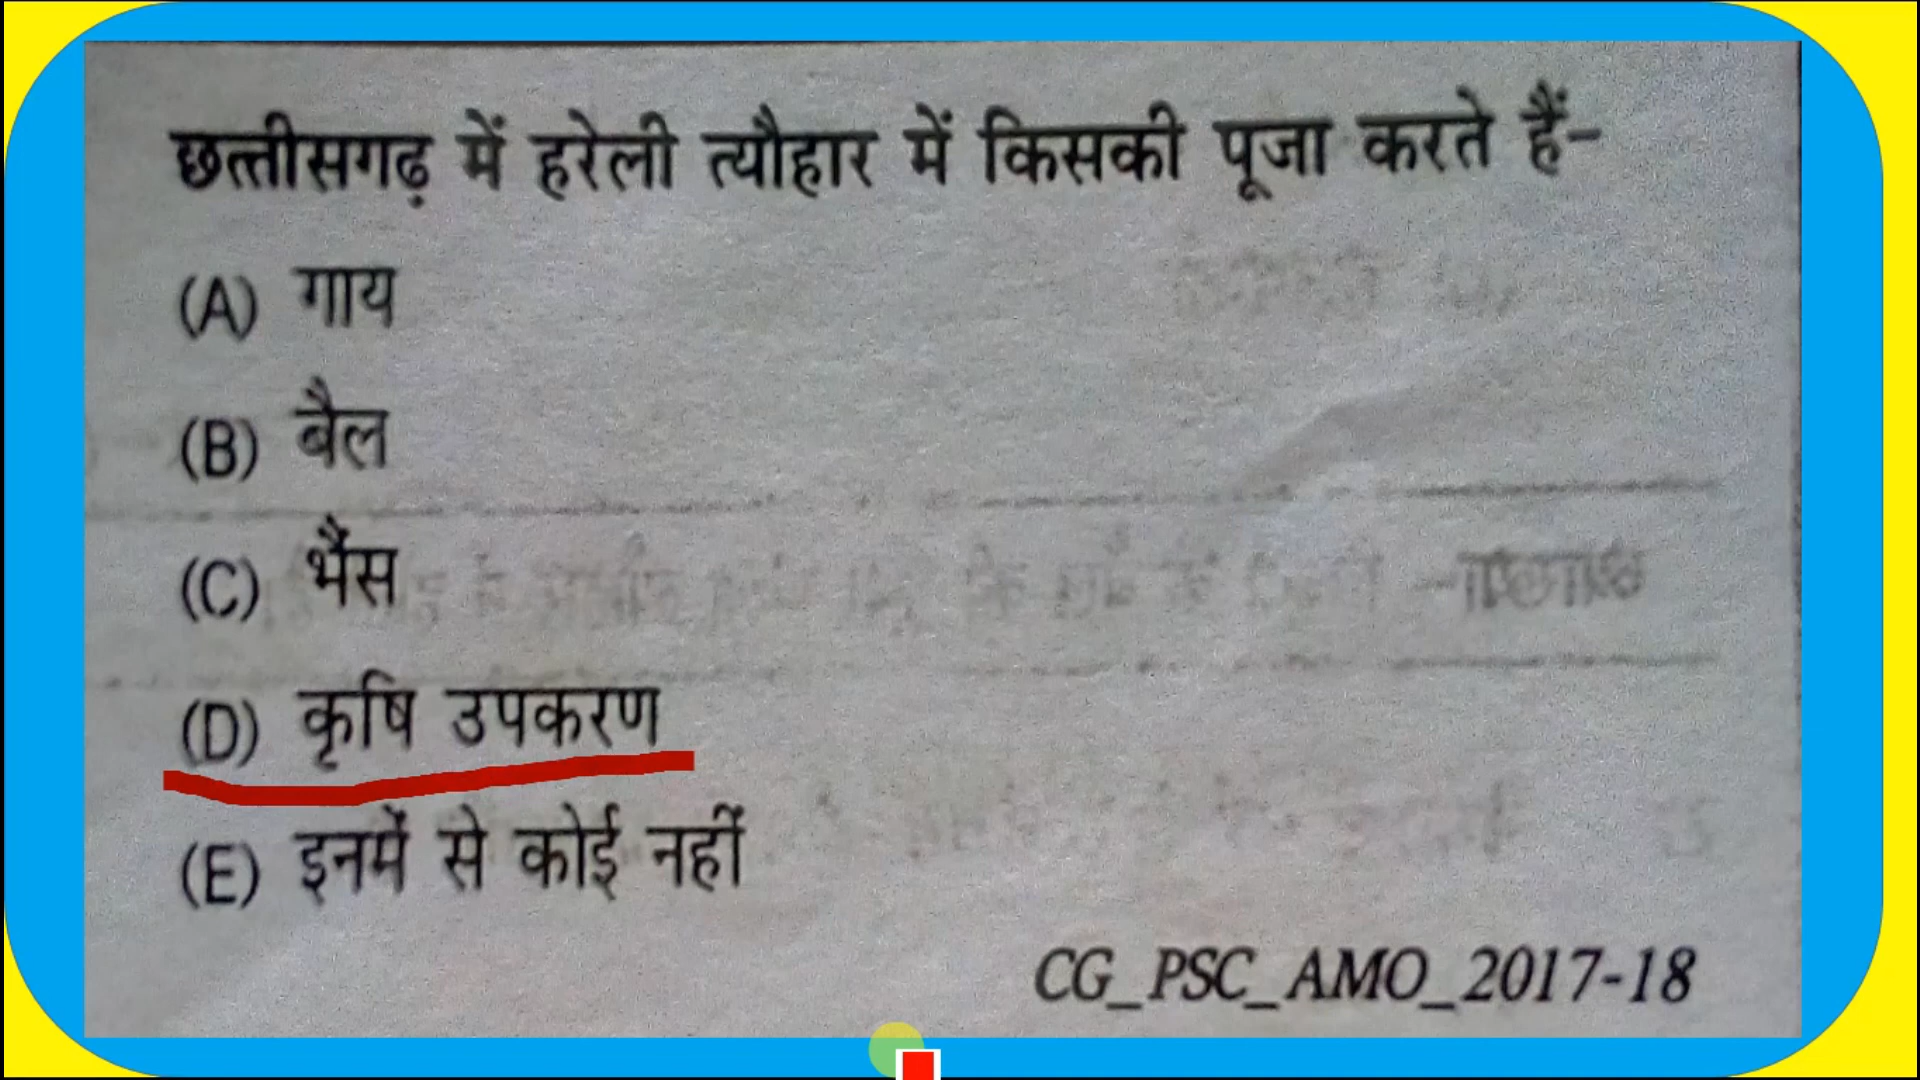 छत्तीसगढ़ में हरेली त्यौहार में किसकी पूजा करते हैं-
(A) गाय
(B) बैल
(C) भैंस
(D) कृषि उपकरण
(E) इनमें से कोई नहीं
CG_PSC_AMO_2017-18